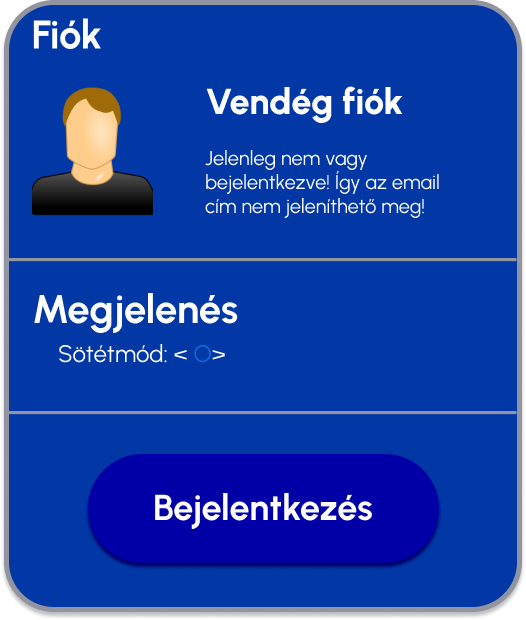 Fiók
Vendég fiók
Jelenleg nem vagy
bejelentkezve! Így az email
cím nem jeleníthető meg!
Megjelenés
Sötétmód: < >
Bejelentkezés